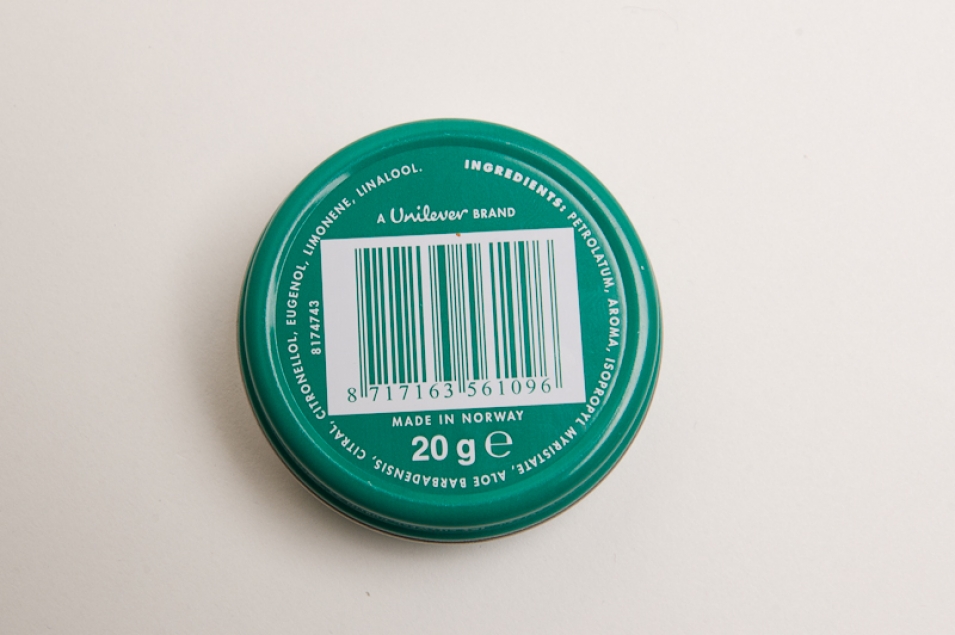 INGREDIENTS: PETROLATUM, AROMA, ISOPROPYL MYRISTATE, ALOE BARBADENSIS, CITRAL, CITRONELLOL, EUGENOL, LIMONENE, LINALOOL.
A Unilever BRAND
8174743
8 717163 561096
MADE IN NORWAY
20 g ℮